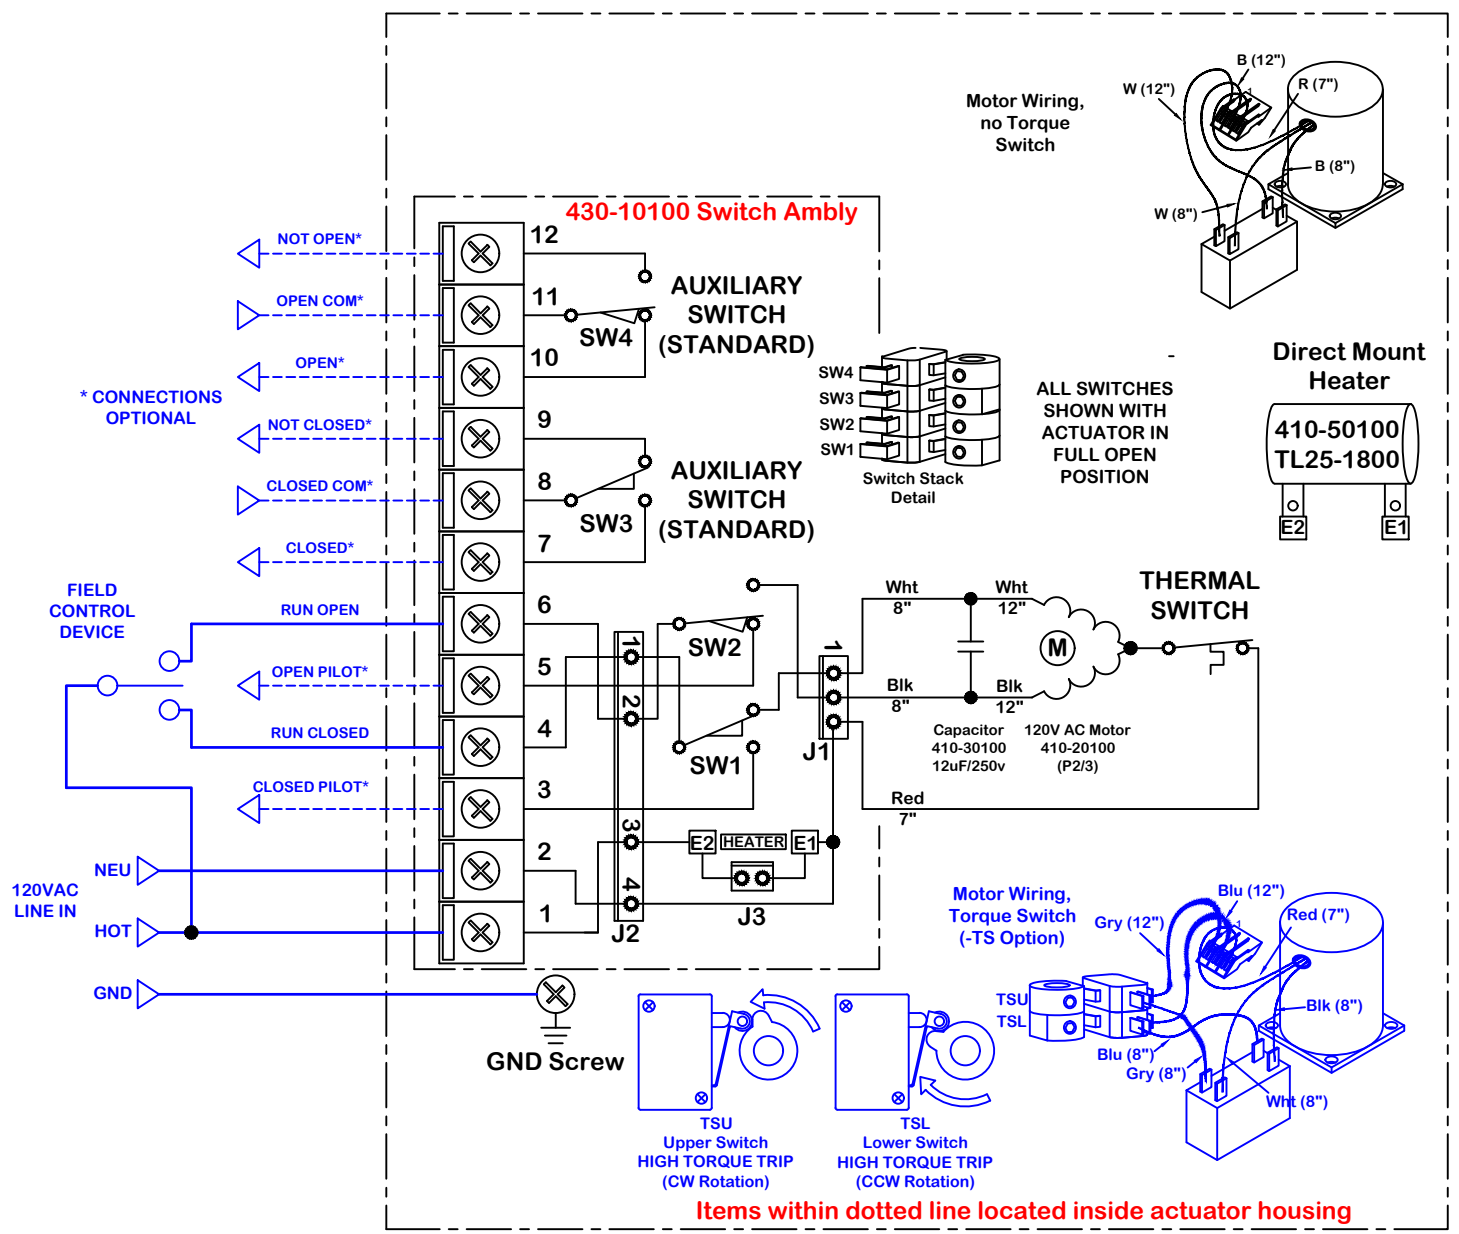 B (12")
W (12")
R (7")
Motor Wiring,
no Torque
Switch
1
B (8")
W (8")
430-10100 Switch Ambly
NOT OPEN*
12
OPEN COM*
11
AUXILIARY
SWITCH
(STANDARD)
SW4
OPEN*
10
* CONNECTIONS
OPTIONAL
NOT CLOSED*
9
CLOSED COM*
8
AUXILIARY
SWITCH
(STANDARD)
SW3
CLOSED*
7
SW4
SW3
SW2
SW1
Switch Stack
Detail
-
ALL SWITCHES
SHOWN WITH
ACTUATOR IN
FULL OPEN
POSITION
Direct Mount
Heater
410-50100
TL25-1800
E2
E1
FIELD
CONTROL
DEVICE
RUN OPEN
6
OPEN PILOT*
5
RUN CLOSED
4
CLOSED PILOT*
3
NEU
2
120VAC
LINE IN
HOT
1
GND
GND Screw
1
2
3
4
J2
SW2
SW1
1
J1
E2
HEATER
E1
J3
Wht
8"
Wht
12"
M
THERMAL
SWITCH
Blk
8"
Blk
12"
Capacitor
410-30100
12uF/250v
120V AC Motor
410-20100
(P2/3)
Red
7"
Motor Wiring,
Torque Switch
(-TS Option)
Blu (12")
Gry (12")
Red (7")
1
TSU
TSL
Blk (8")
Blu (8")
Gry (8")
Wht (8")
TSU
Upper Switch
HIGH TORQUE TRIP
(CW Rotation)
TSL
Lower Switch
HIGH TORQUE TRIP
(CCW Rotation)
Items within dotted line located inside actuator housing